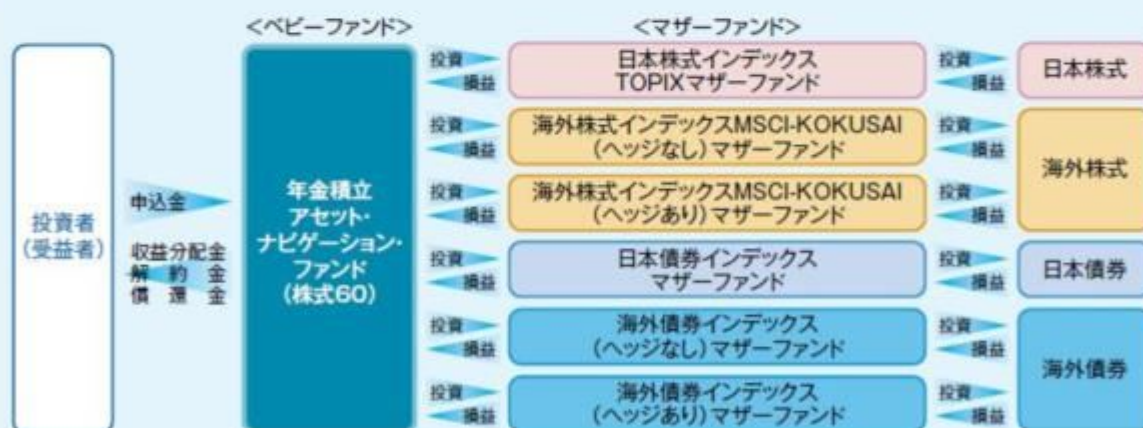 <ベビーファンド>
<マザーファンド>
投資者
(受益者)
申込金
収益分配金
解約金
償還金
年金積立
アセット・
ナビゲーション・
ファンド
(株式60)
投資
損益
日本株式インデックス
TOPIXマザーファンド
投資
損益
日本株式
投資
損益
海外株式インデックスMSCI-KOKUSAI
(ヘッジなし)マザーファンド
投資
損益
海外株式
投資
損益
海外株式インデックスMSCI-KOKUSAI
(ヘッジあり)マザーファンド
投資
損益
投資
損益
日本債券インデックス
マザーファンド
投資
損益
日本債券
投資
損益
海外債券インデックス
(ヘッジなし)マザーファンド
投資
損益
海外債券
投資
損益
海外債券インデックス
(ヘッジあり)マザーファンド
投資
損益